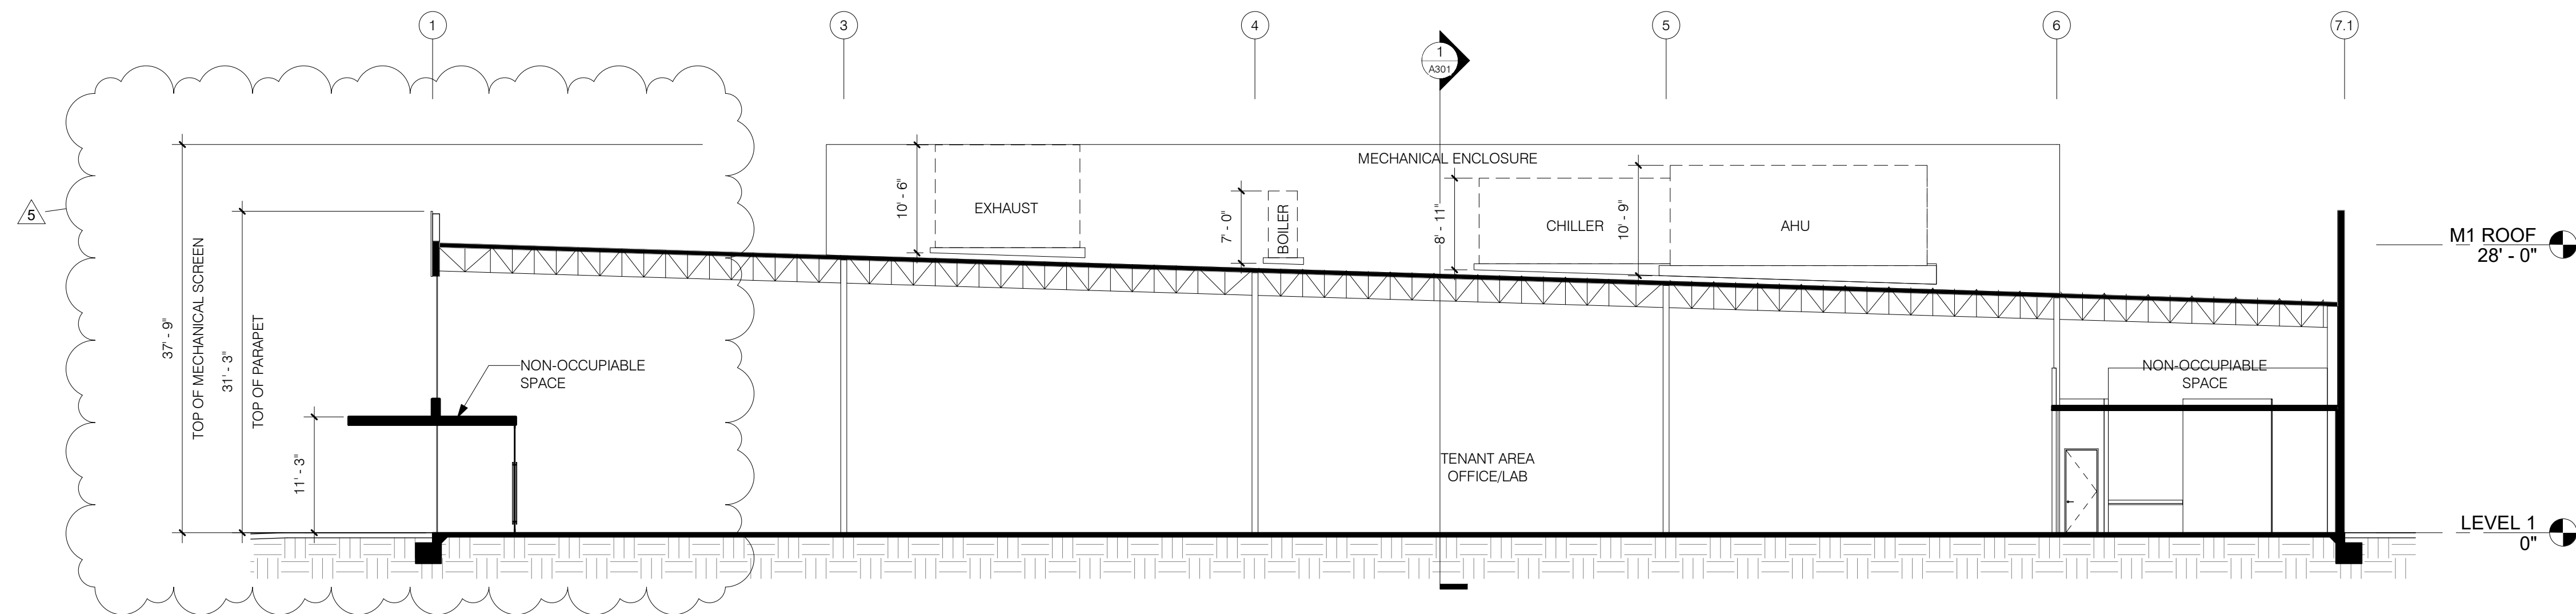 1
3
4
5
6
7.1
1
A301
MECHANICAL ENCLOSURE
10' - 6"
EXHAUST
7' - 0"
BOILER
8' - 11"
CHILLER
10' - 9"
AHU
5
M1 ROOF
28' - 0"
37' - 9"
TOP OF MECHANICAL SCREEN
31' - 3"
TOP OF PARAPET
NON-OCCUPIABLE
SPACE
11' - 3"
NON-OCCUPIABLE
SPACE
TENANT AREA
OFFICE/LAB
LEVEL 1
0"